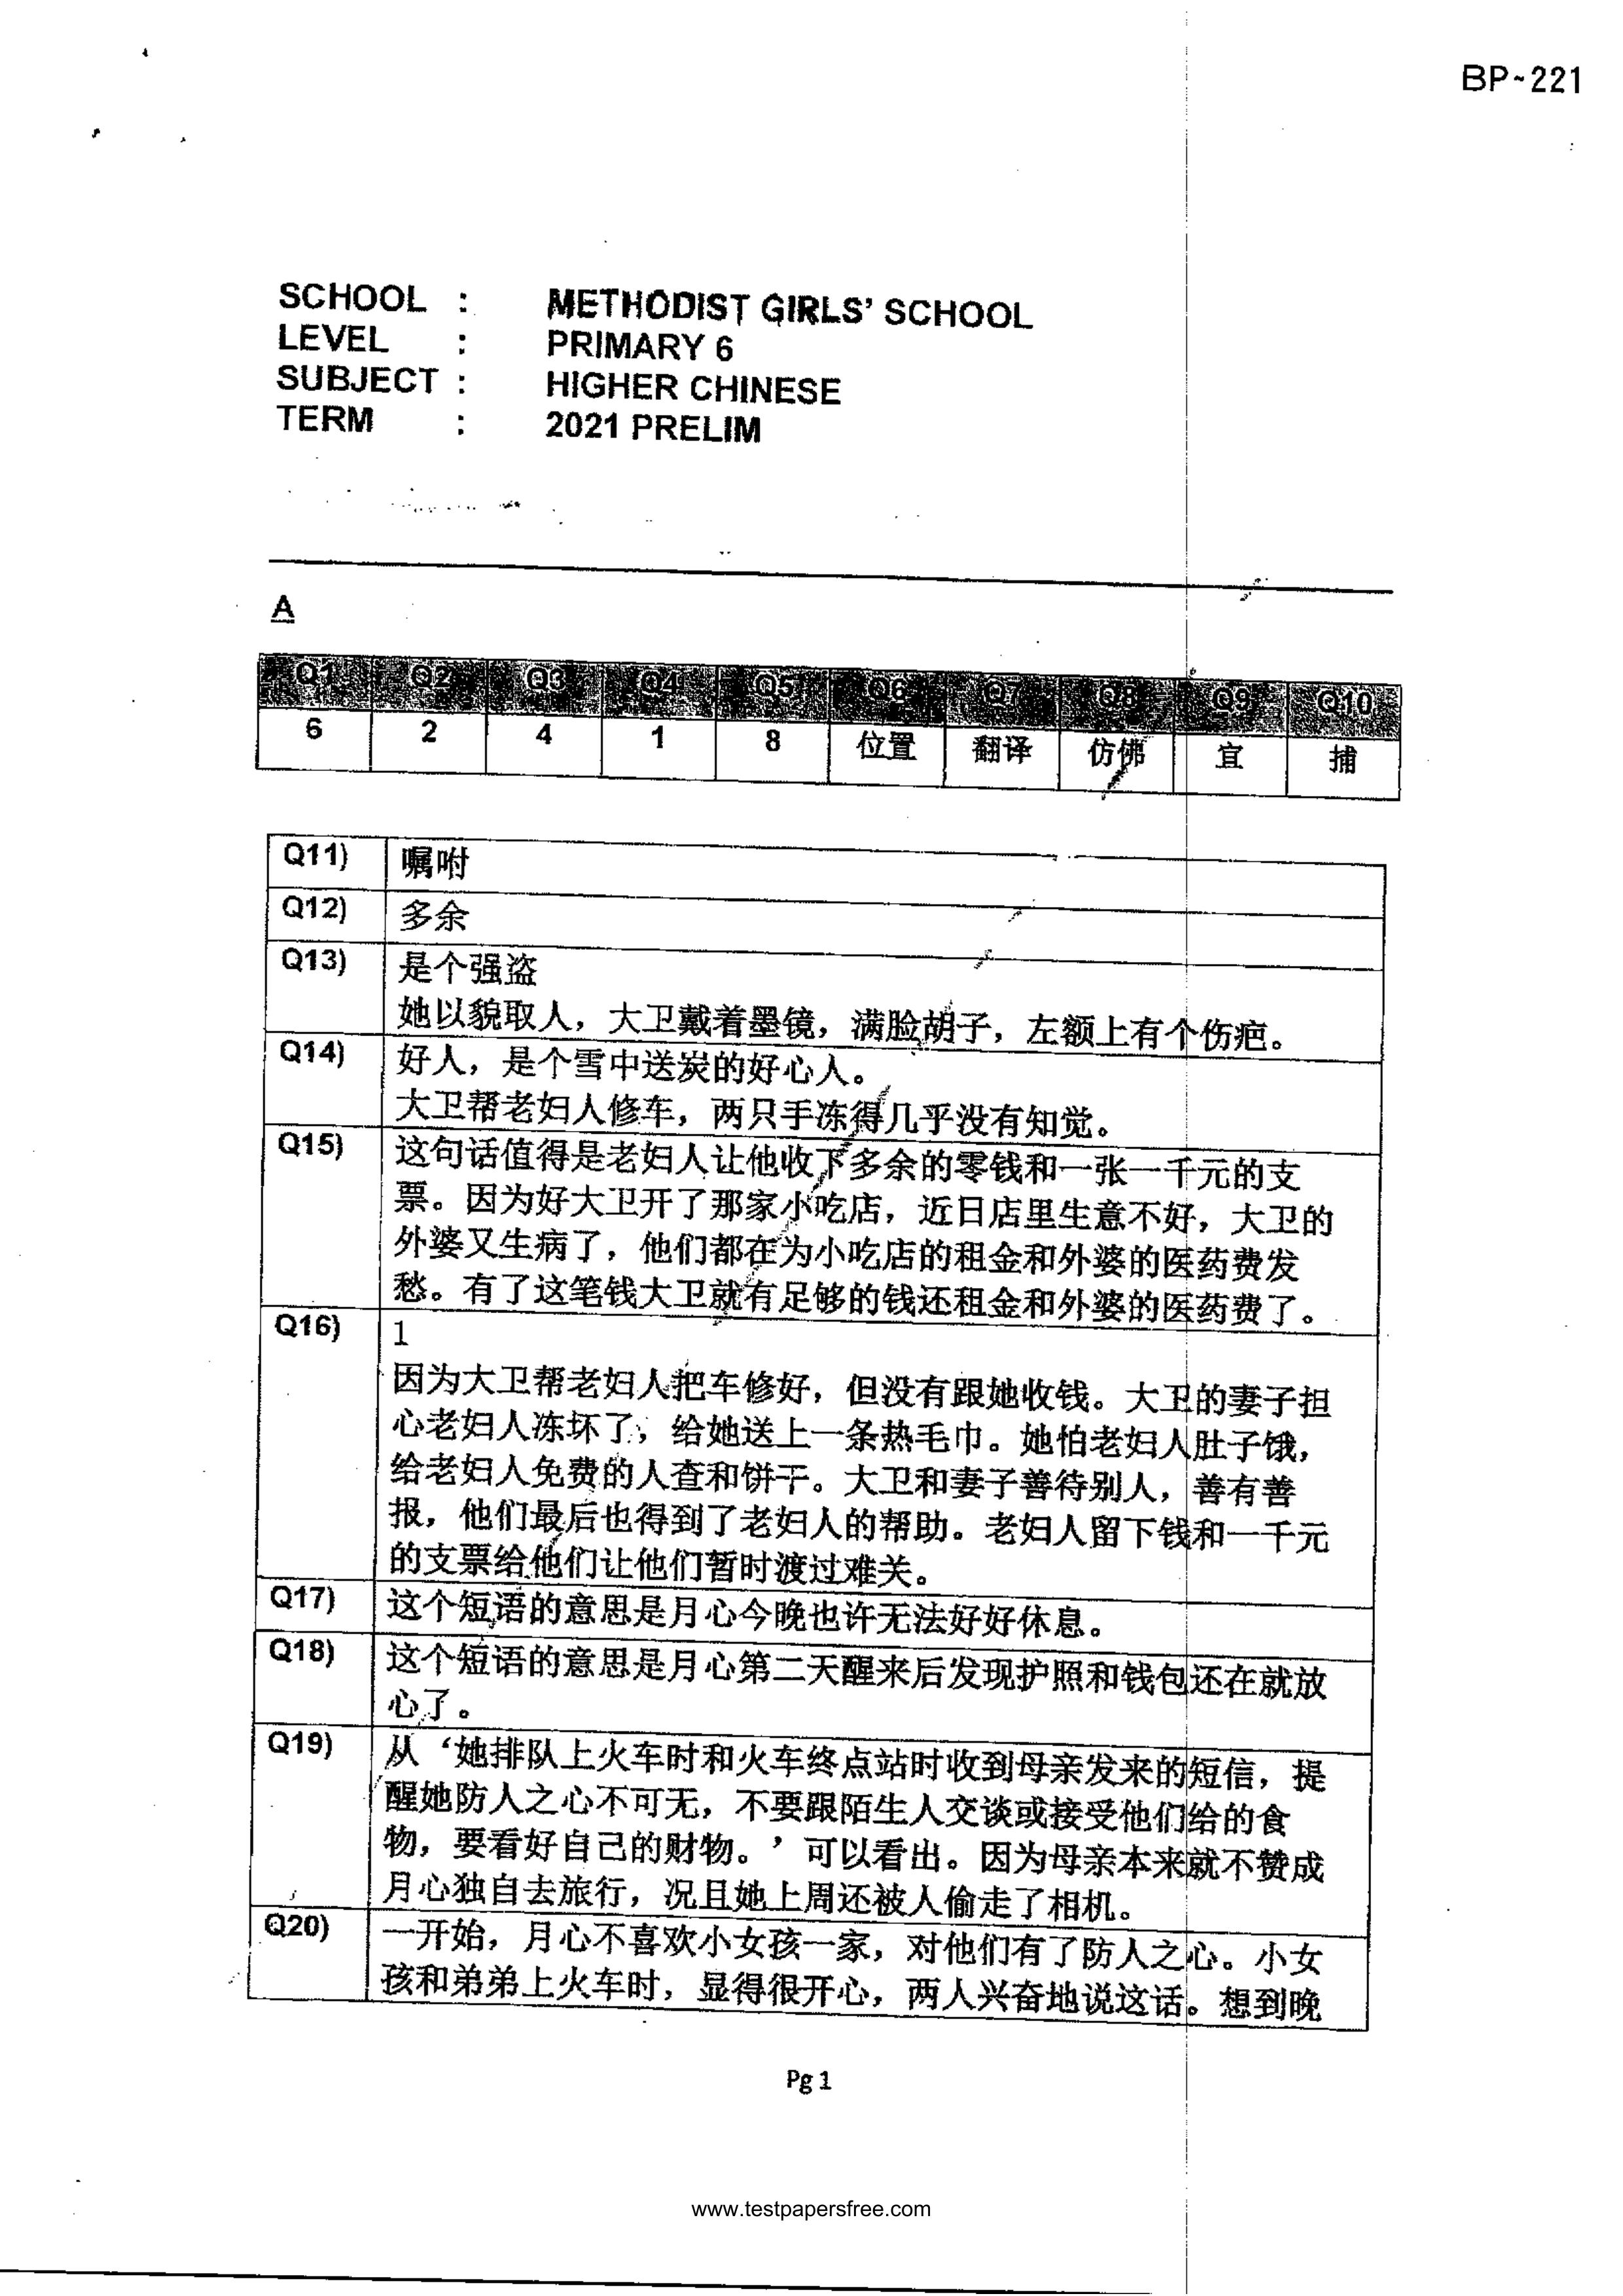 BP~221
SCHOOL : METHODIST GIRLS' SCHOOL
LEVEL : PRIMARY 6
SUBJECT : HIGHER CHINESE
TERM : 2021 PRELIM
A
Q1 Q2 Q3 Q4 Q5 Q6 Q7 Q8 Q9 Q10
6 2 4 1 8 位置 翻译 仿佛 宜 捕
Q11) 嘱咐
Q12) 多余
Q13) 是个强盗
她以貌取人，大卫戴着墨镜，满脸胡子，左额上有个伤疤。
Q14) 好人，是个雪中送炭的好心人。
大卫帮老妇人修车，两只手冻得几乎没有知觉。
Q15) 这句话值得是老妇人让他收下多余的零钱和一张一千元的支
票。因为好大卫开了那家小吃店，近日店里生意不好，大卫的
外婆又生病了，他们都在为小吃店的租金和外婆的医药费发
愁。有了这笔钱大卫就有足够的钱还租金和外婆的医药费了。
Q16) 1
因为大卫帮老妇人把车修好，但没有跟她收钱。大卫的妻子担
心老妇人冻坏了，给她送上一条热毛巾。她怕老妇人肚子饿，
给老妇人免费的人查和饼干。大卫和妻子善待别人，善有善
报，他们最后也得到了老妇人的帮助。老妇人留下钱和一千元
的支票给他们让他们暂时渡过难关。
Q17) 这个短语的意思是月心今晚也许无法好好休息。
Q18) 这个短语的意思是月心第二天醒来后发现护照和钱包还在就放
心了。
Q19) 从‘她排队上火车时和火车终点站时收到母亲发来的短信，提
醒她防人之心不可无，不要跟陌生人交谈或接受他们给的食
物，要看好自己的财物。’可以看出。因为母亲本来就不赞成
月心独自去旅行，况且她上周还被人偷走了相机。
Q20) 一开始，月心不喜欢小女孩一家，对他们有了防人之心。小女
孩和弟弟上火车时，显得很开心，两人兴奋地说这话。想到晚
Pg 1
www.testpapersfree.com